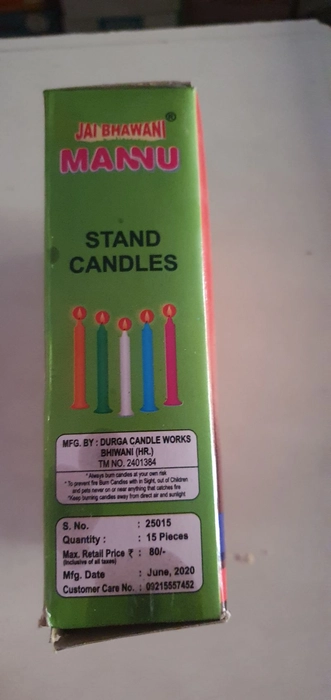 JAI BHAWANI®
MANNU
STAND
CANDLES
MFG. BY : DURGA CANDLE WORKS
BHIWANI (HR.)
TM NO. 2401364
*Always burn candles at your own risk
*To prevent fire Burn Candles with in Sight, out of Children
and pets never on or near anything that catches fire
*Keep burning candles away from direct air and sunlight
S. No. : 25015
Quantity : : 15 Pieces
Max. Retail Price ₹ : 80/-
(Inclusive of all taxes)
Mfg. Date : June, 2020
Customer Care No. : 09215557452